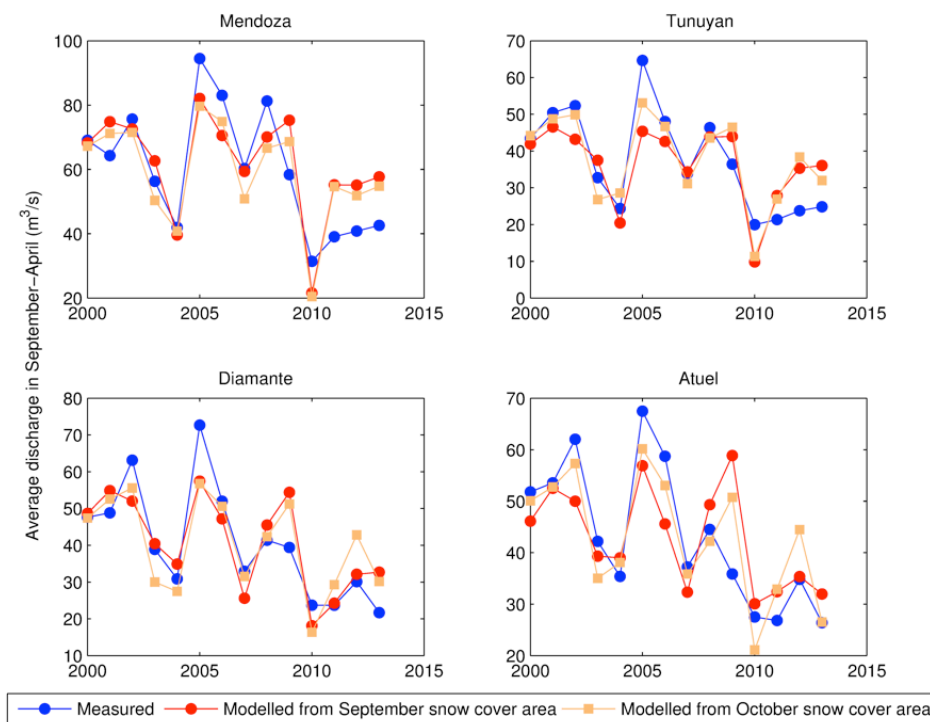 Mendoza
100
80
60
40
20
2000 2005 2010 2015
Tunuyan
70
60
50
40
30
20
10
0
2000 2005 2010 2015
Average discharge in September–April (m³/s)
Diamante
80
70
60
50
40
30
20
10
2000 2005 2010 2015
Atuel
70
60
50
40
30
20
2000 2005 2010 2015
Measured Modelled from September snow cover area Modelled from October snow cover area